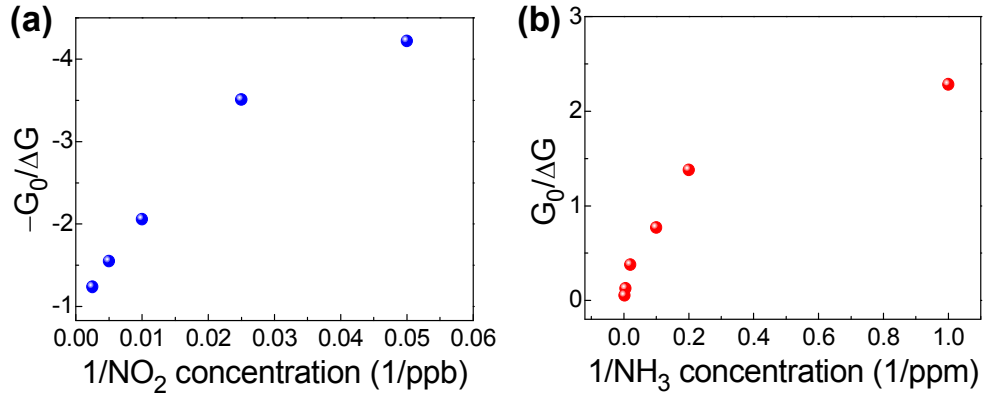 (a)
−G₀/ΔG
-4
-3
-2
-1
0.00 0.01 0.02 0.03 0.04 0.05 0.06
1/NO₂ concentration (1/ppb)
(b)
G₀/ΔG
3
2
1
0
0.0 0.2 0.4 0.6 0.8 1.0
1/NH₃ concentration (1/ppm)